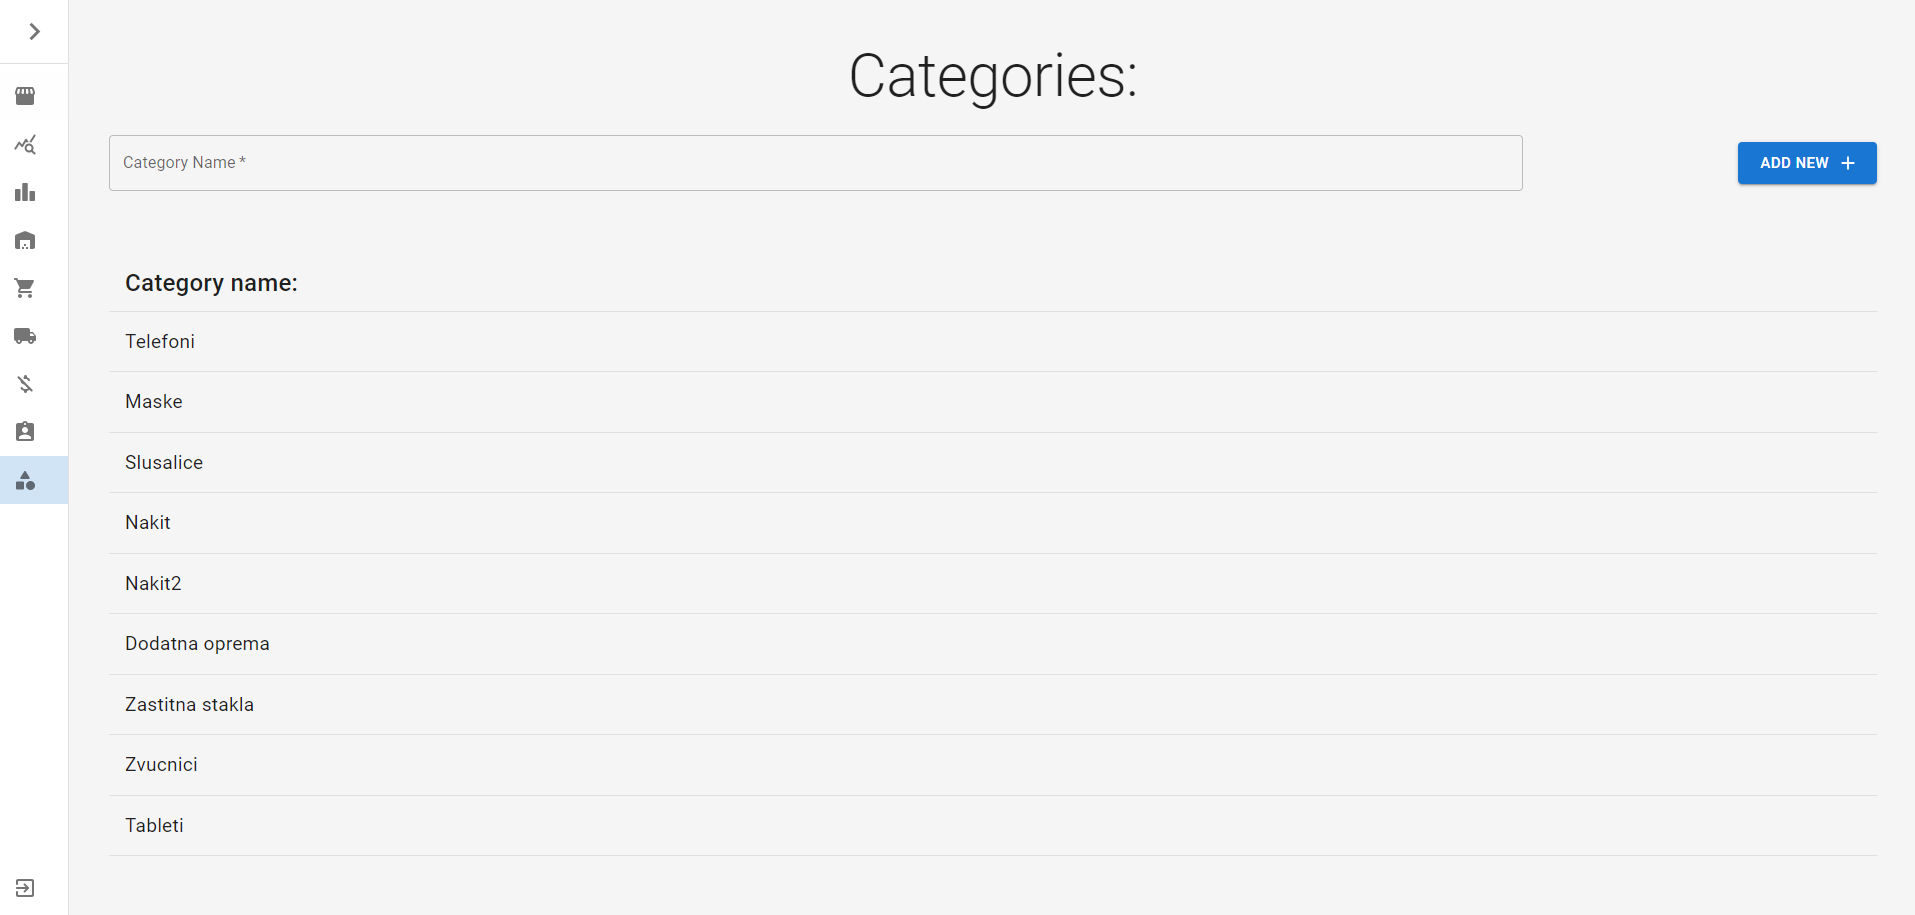 Categories:
Category Name *
ADD NEW
Category name:
Telefoni
Maske
Slusalice
Nakit
Nakit2
Dodatna oprema
Zastitna stakla
Zvucnici
Tableti